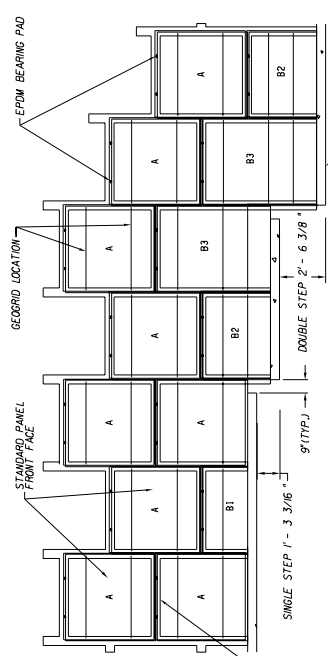 EPDM BEARING PAD
GEOGRID LOCATION
STANDARD PANEL
FRONT FACE
A
A
A
A
A
A
A
A
A
A
B1
B2
B3
B3
B2
SINGLE STEP 1' - 3 3/16 "
9"(TYP.)
DOUBLE STEP 2' - 6 3/8 "